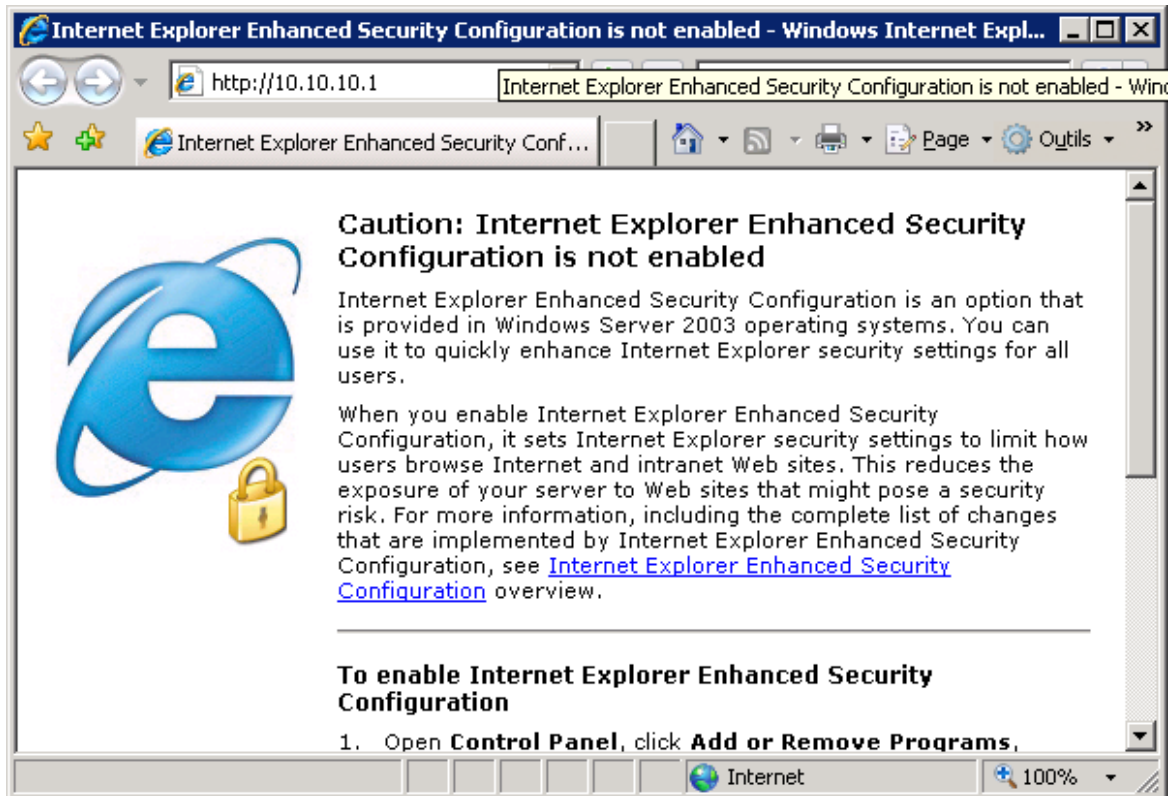 Internet Explorer Enhanced Security Configuration is not enabled - Windows Internet Expl...
http://10.10.10.1
Internet Explorer Enhanced Security Configuration is not enabled - Wind
Internet Explorer Enhanced Security Conf...
Page
Outils
»
Caution: Internet Explorer Enhanced Security
Configuration is not enabled
Internet Explorer Enhanced Security Configuration is an option that
is provided in Windows Server 2003 operating systems. You can
use it to quickly enhance Internet Explorer security settings for all
users.
When you enable Internet Explorer Enhanced Security
Configuration, it sets Internet Explorer security settings to limit how
users browse Internet and intranet Web sites. This reduces the
exposure of your server to Web sites that might pose a security
risk. For more information, including the complete list of changes
that are implemented by Internet Explorer Enhanced Security
Configuration, see Internet Explorer Enhanced Security
Configuration overview.
To enable Internet Explorer Enhanced Security
Configuration
1. Open Control Panel, click Add or Remove Programs,
Internet
100%